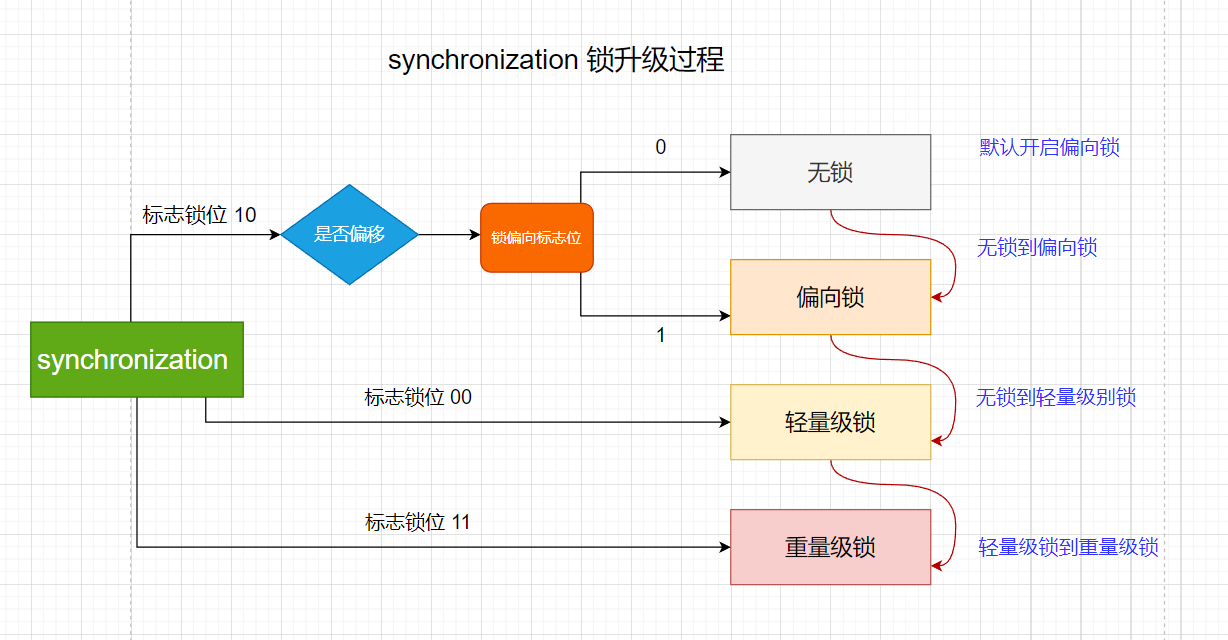 synchronization 锁升级过程
0
无锁
默认开启偏向锁
标志锁位 10
是否偏移
锁偏向标志位
无锁到偏向锁
偏向锁
1
synchronization
标志锁位 00
轻量级锁
无锁到轻量级别锁
标志锁位 11
重量级锁
轻量级锁到重量级锁